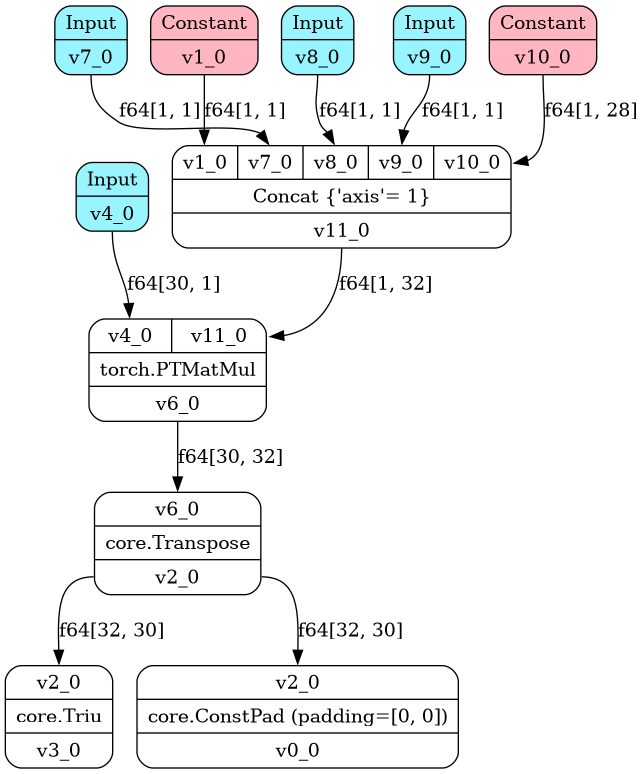 Input
v7_0
Constant
v1_0
Input
v8_0
Input
v9_0
Constant
v10_0
f64[1, 1]
f64[1, 1]
f64[1, 1]
f64[1, 1]
f64[1, 28]
v1_0 v7_0 v8_0 v9_0 v10_0
Concat {'axis'= 1}
v11_0
Input
v4_0
f64[30, 1]
f64[1, 32]
v4_0 v11_0
torch.PTMatMul
v6_0
f64[30, 32]
v6_0
core.Transpose
v2_0
f64[32, 30]
f64[32, 30]
v2_0
core.Triu
v3_0
v2_0
core.ConstPad (padding=[0, 0])
v0_0